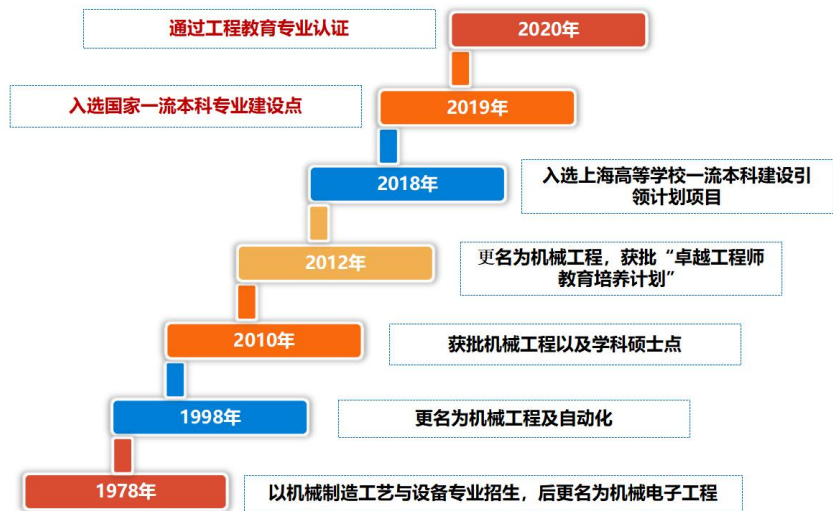 通过工程教育专业认证
2020年
入选国家一流本科专业建设点
2019年
2018年
入选上海高等学校一流本科建设引
领计划项目
2012年
更名为机械工程，获批“卓越工程师
教育培养计划”
2010年
获批机械工程以及学科硕士点
1998年
更名为机械工程及自动化
1978年
以机械制造工艺与设备专业招生，后更名为机械电子工程